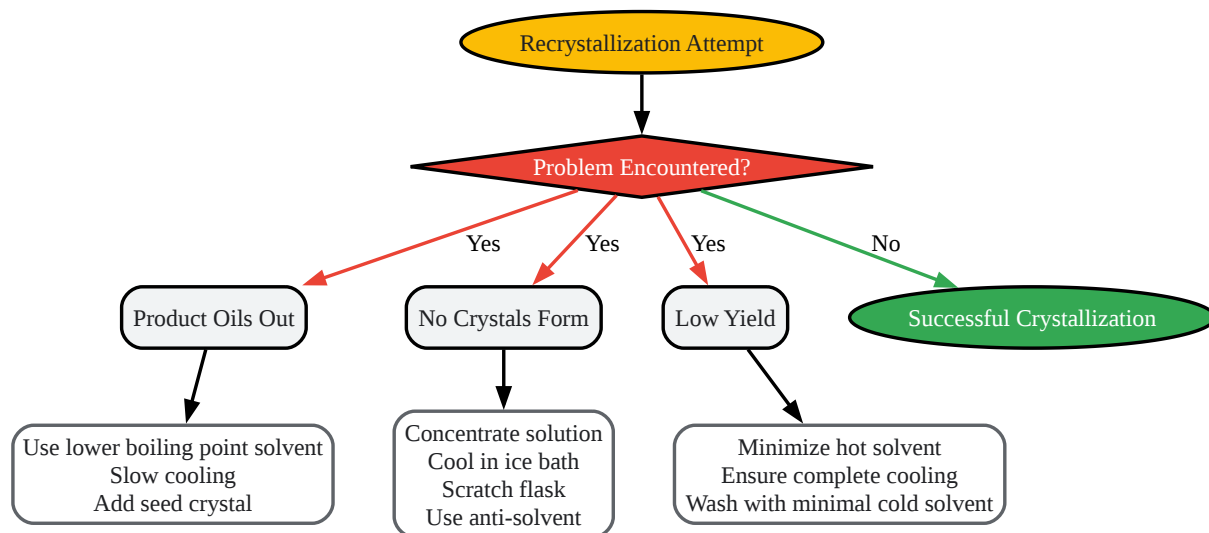 Recrystallization Attempt
Problem Encountered?
Yes
Yes
Yes
No
Product Oils Out
No Crystals Form
Low Yield
Successful Crystallization
Use lower boiling point solvent
Slow cooling
Add seed crystal
Concentrate solution
Cool in ice bath
Scratch flask
Use anti-solvent
Minimize hot solvent
Ensure complete cooling
Wash with minimal cold solvent